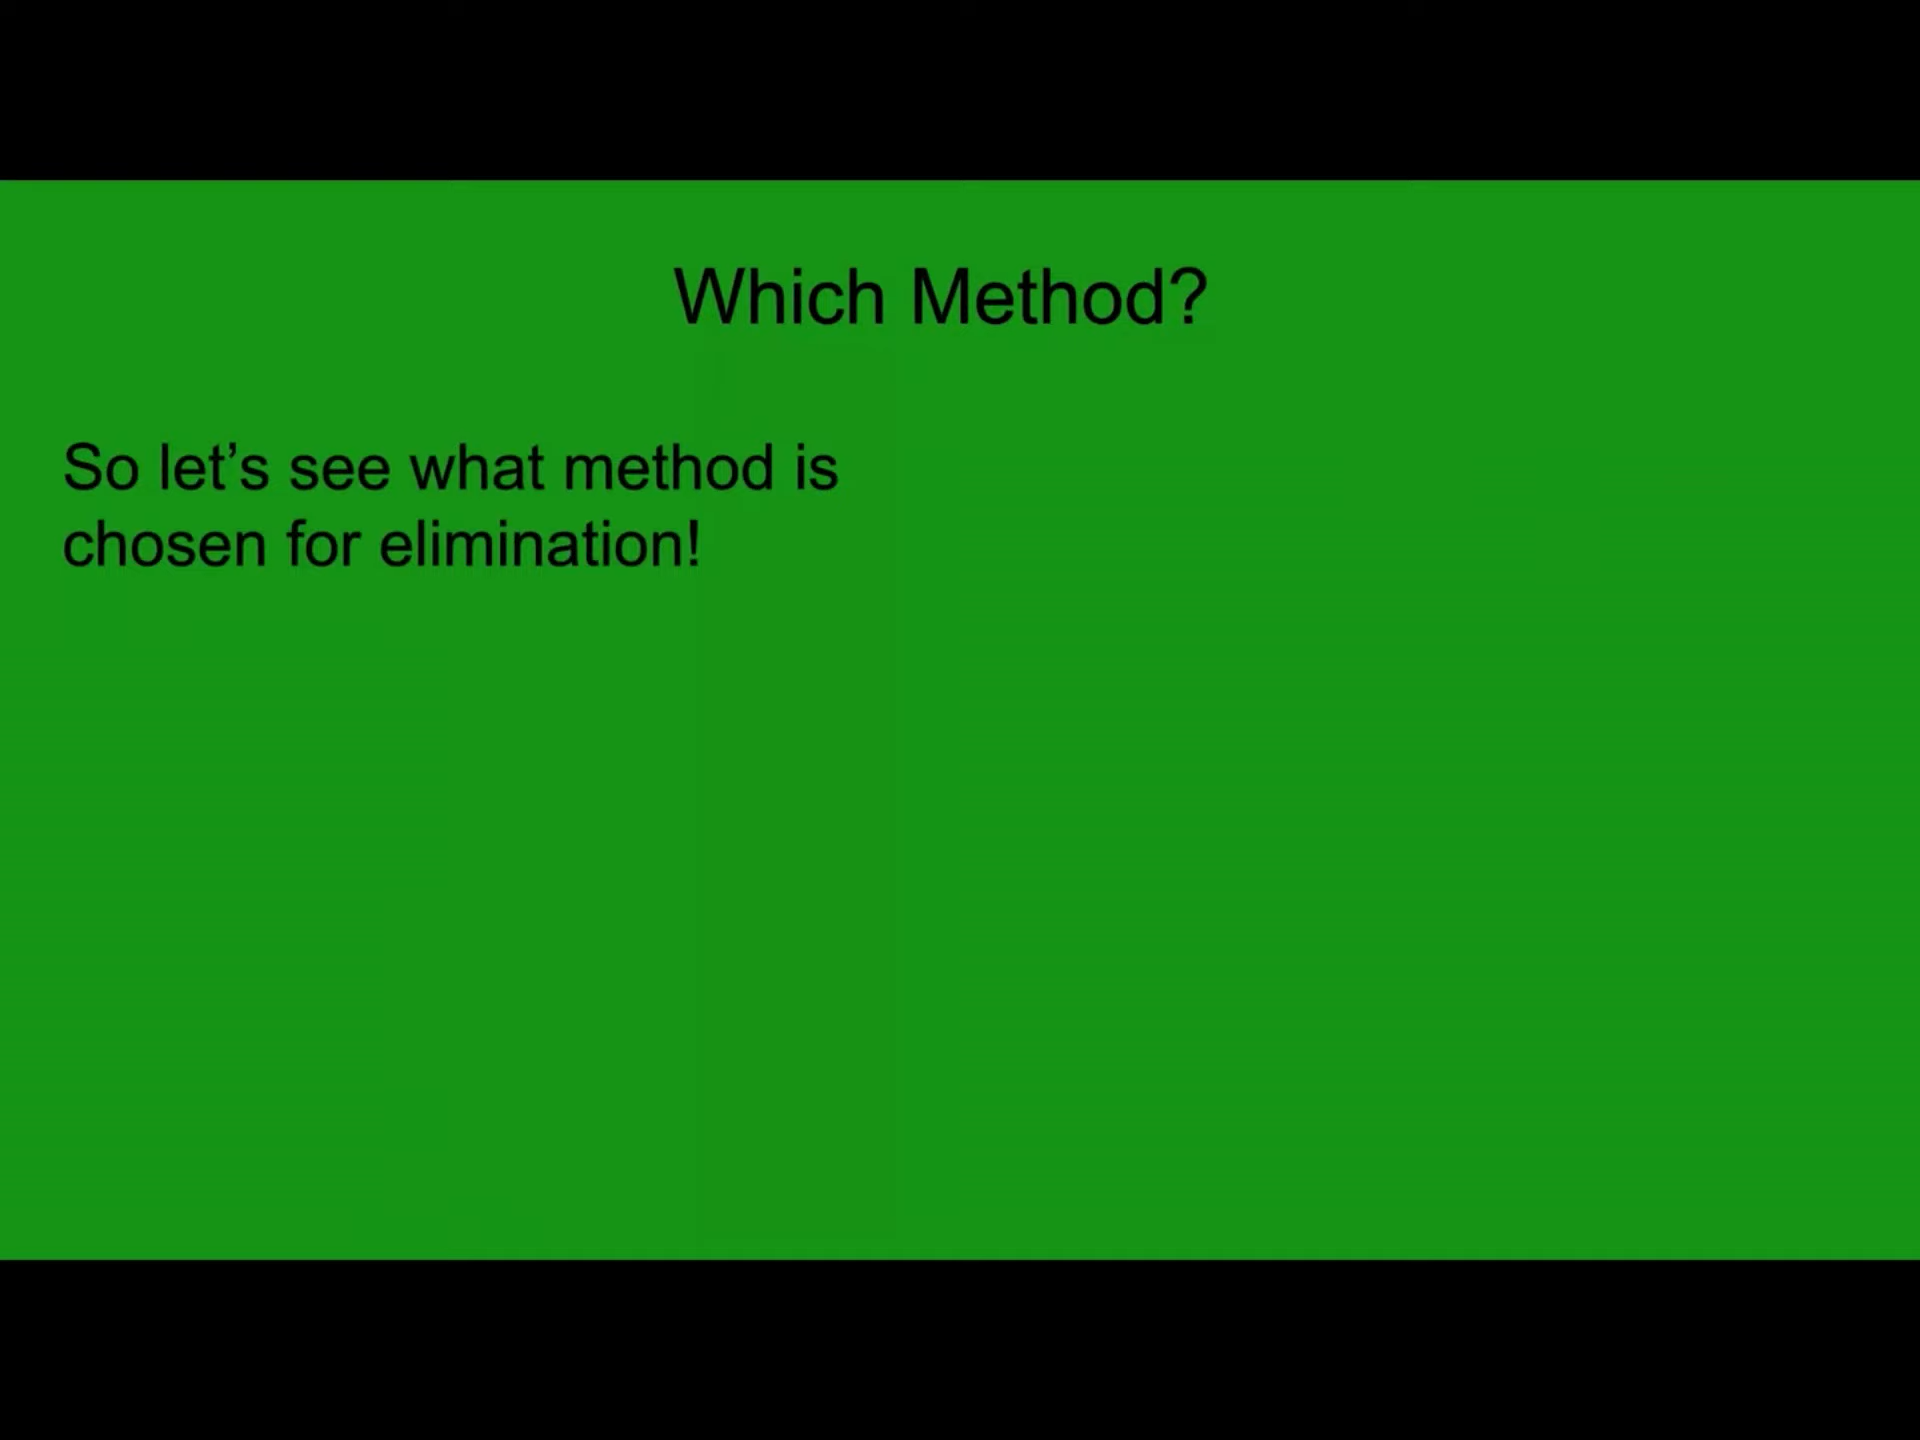 Which Method?
So let’s see what method is
chosen for elimination!